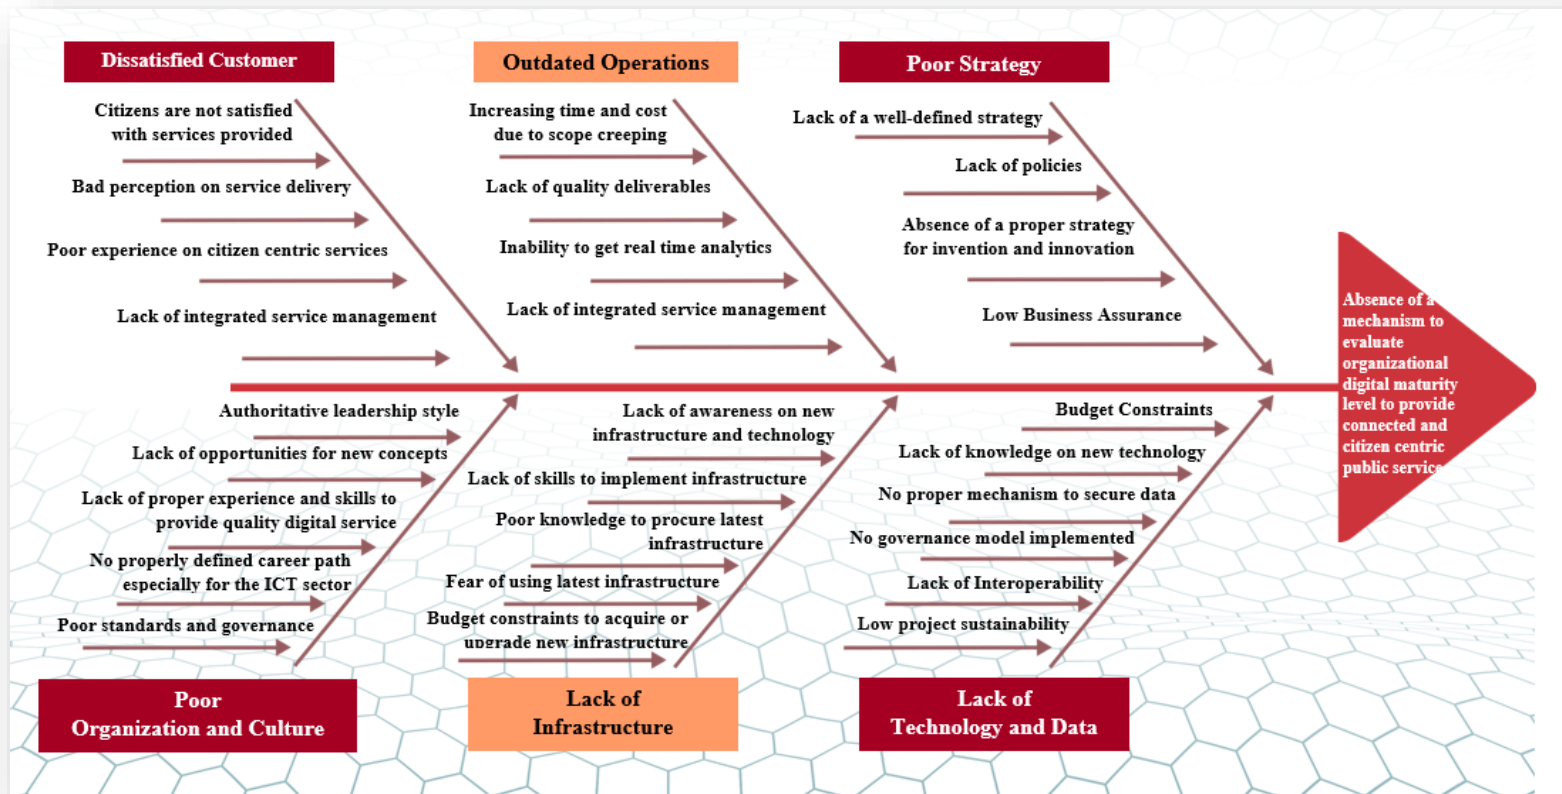 Dissatisfied Customer
Citizens are not satisfied
with services provided
Bad perception on service delivery
Poor experience on citizen centric services
Lack of integrated service management
Outdated Operations
Increasing time and cost
due to scope creeping
Lack of quality deliverables
Inability to get real time analytics
Lack of integrated service management
Poor Strategy
Lack of a well-defined strategy
Lack of policies
Absence of a proper strategy
for invention and innovation
Low Business Assurance
Absence of a
mechanism to
evaluate
organizational
digital maturity
level to provide
connected and
citizen centric
public service
Authoritative leadership style
Lack of opportunities for new concepts
Lack of proper experience and skills to
provide quality digital service
No properly defined career path
especially for the ICT sector
Poor standards and governance
Poor
Organization and Culture
Lack of awareness on new
infrastructure and technology
Lack of skills to implement infrastructure
Poor knowledge to procure latest
infrastructure
Fear of using latest infrastructure
Budget constraints to acquire or
upgrade new infrastructure
Lack of
Infrastructure
Budget Constraints
Lack of knowledge on new technology
No proper mechanism to secure data
No governance model implemented
Lack of Interoperability
Low project sustainability
Lack of
Technology and Data